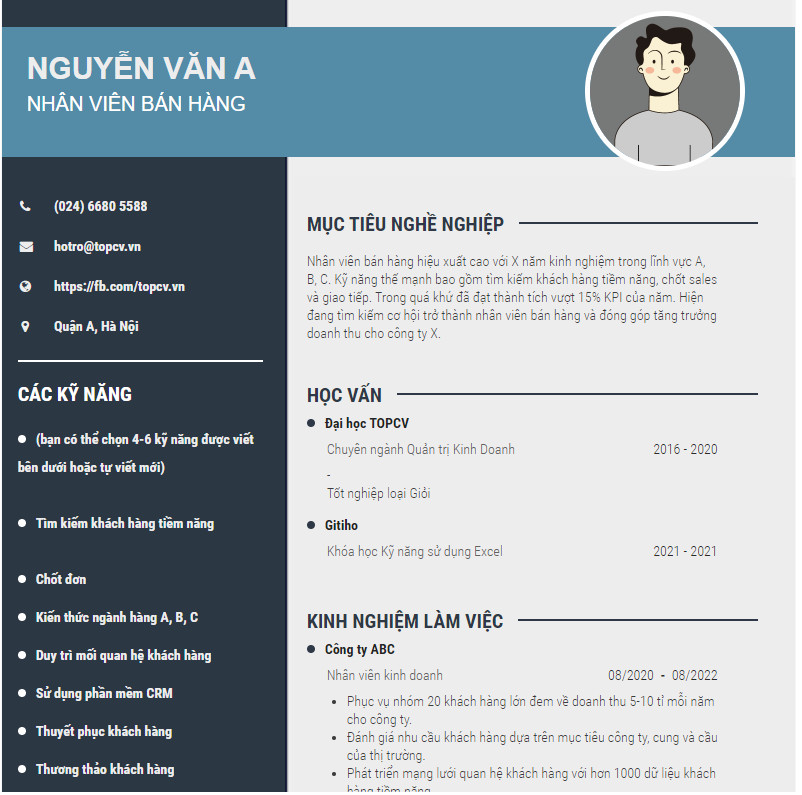 NGUYỄN VĂN A
NHÂN VIÊN BÁN HÀNG
(024) 6680 5588
hotro@topcv.vn
https://fb.com/topcv.vn
Quận A, Hà Nội
CÁC KỸ NĂNG
(bạn có thể chọn 4-6 kỹ năng được viết
bên dưới hoặc tự viết mới)
Tìm kiếm khách hàng tiềm năng
Chốt đơn
Kiến thức ngành hàng A, B, C
Duy trì mối quan hệ khách hàng
Sử dụng phần mềm CRM
Thuyết phục khách hàng
Thương thảo khách hàng
MỤC TIÊU NGHỀ NGHIỆP
Nhân viên bán hàng hiệu xuất cao với X năm kinh nghiệm trong lĩnh vực A,
B, C. Kỹ năng thế mạnh bao gồm tìm kiếm khách hàng tiềm năng, chốt sales
và giao tiếp. Trong quá khứ đã đạt thành tích vượt 15% KPI của năm. Hiện
đang tìm kiếm cơ hội trở thành nhân viên bán hàng và đóng góp tăng trưởng
doanh thu cho công ty X.
HỌC VẤN
Đại học TOPCV
Chuyên ngành Quản trị Kinh Doanh 2016 - 2020
-
Tốt nghiệp loại Giỏi
Gitiho
Khóa học Kỹ năng sử dụng Excel 2021 - 2021
KINH NGHIỆM LÀM VIỆC
Công ty ABC
Nhân viên kinh doanh 08/2020 - 08/2022
Phục vụ nhóm 20 khách hàng lớn đem về doanh thu 5-10 tỉ mỗi năm
cho công ty.
Đánh giá nhu cầu khách hàng dựa trên mục tiêu công ty, cung và cầu
của thị trường.
Phát triển mạng lưới quan hệ khách hàng với hơn 1000 dữ liệu khách
hàng tiềm năng.